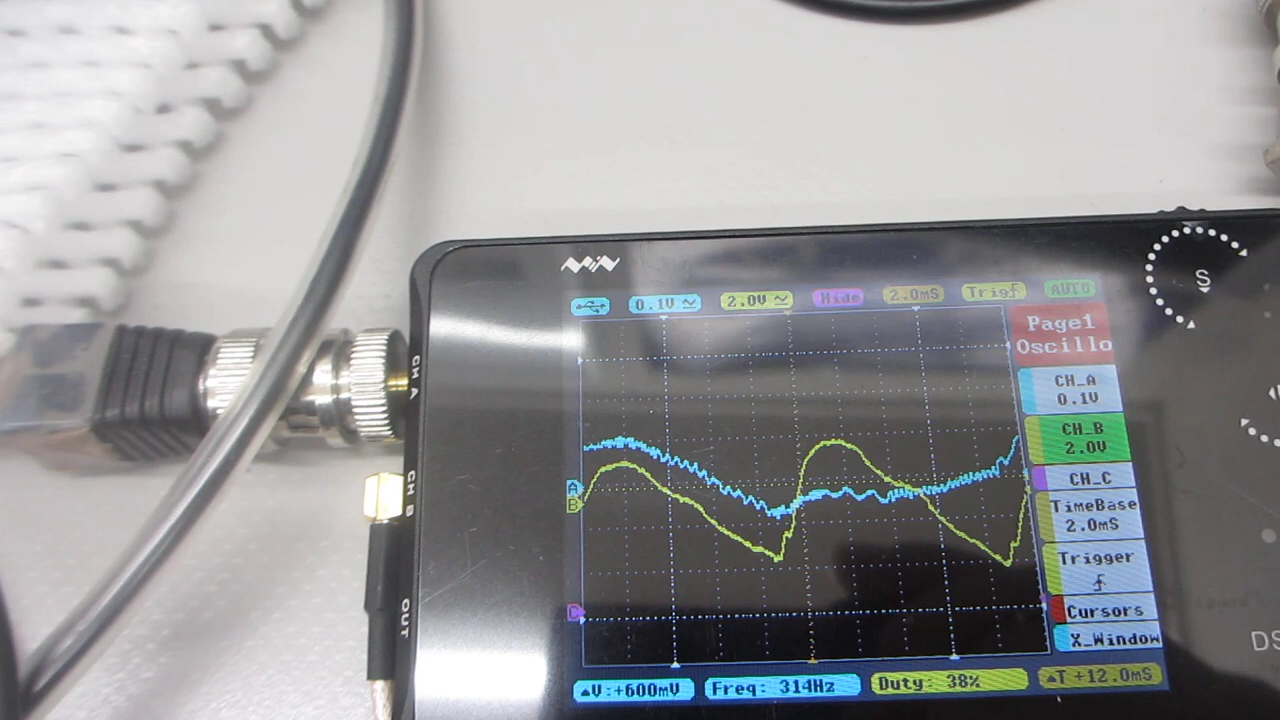 MiNi
S
0.1V 2.0V Hide 2.0mS Trig AUTO
Page1
Oscillo
CH_A
0.1V
CH_B
2.0V
CH_C
TimeBase
2.0mS
Trigger
Cursors
X_Window
A
B
C
CH A
CH B
OUT
DS
▲V:+600mV Freq: 314Hz Duty: 38% ▲T +12.0mS